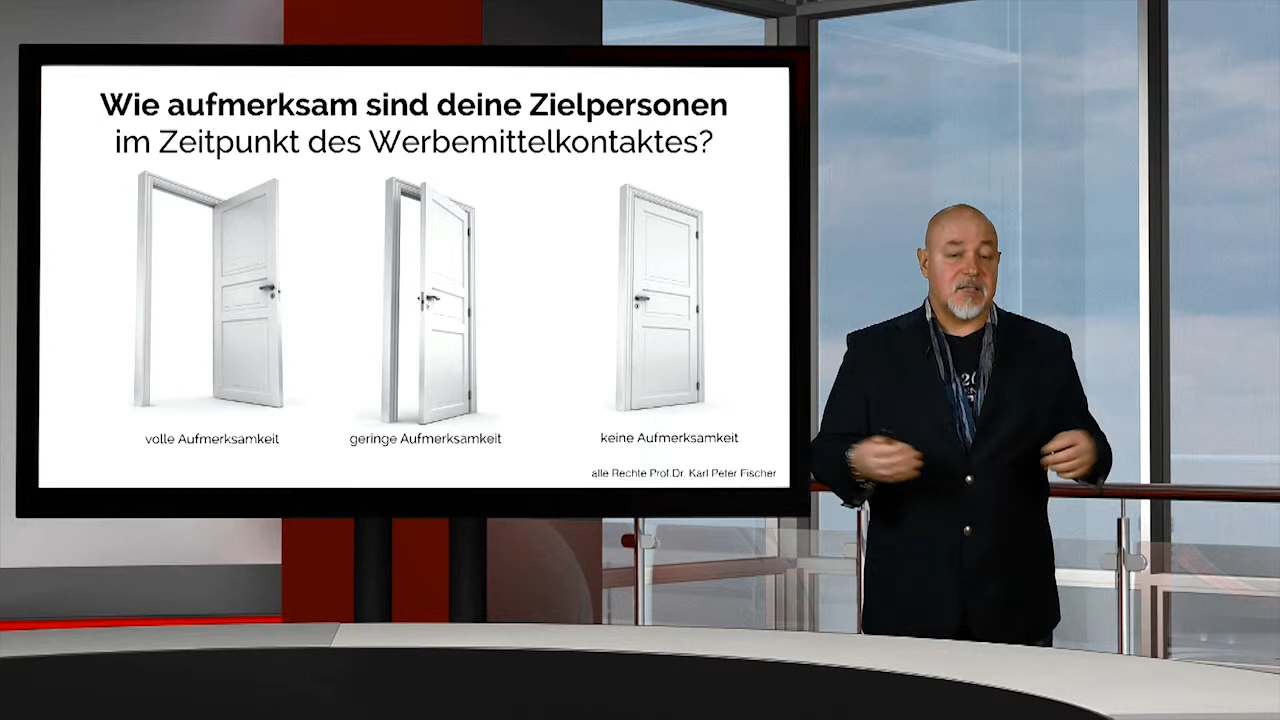 Wie aufmerksam sind deine Zielpersonen
im Zeitpunkt des Werbemittelkontaktes?
volle Aufmerksamkeit
geringe Aufmerksamkeit
keine Aufmerksamkeit
alle Rechte Prof.Dr. Karl Peter Fischer